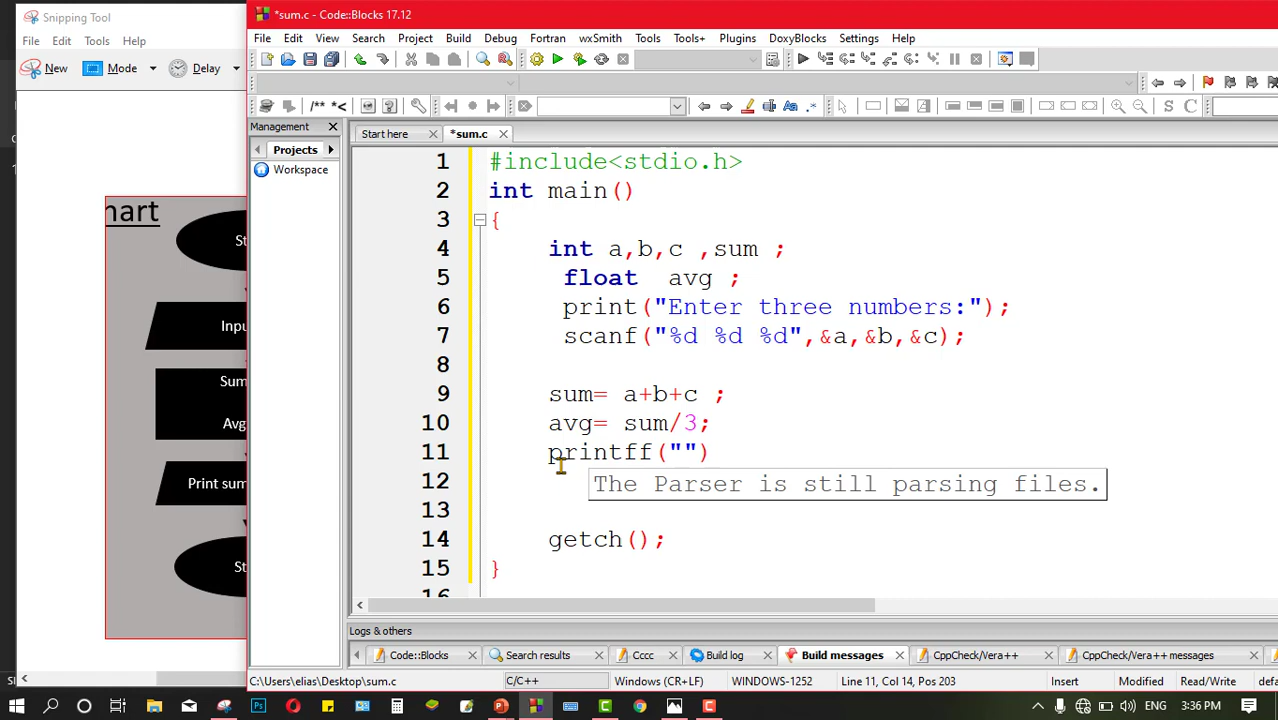 Snipping Tool
File Edit Tools Help
New Mode Delay
hart
St
Inpu
Sum
Avg
Print sum
St
*sum.c - Code::Blocks 17.12
File Edit View Search Project Build Debug Fortran wxSmith Tools Tools+ Plugins DoxyBlocks Settings Help
/** *<
S C
Management
Projects
Workspace
Start here *sum.c
1 #include<stdio.h>
2 int main()
3 {
4 int a,b,c ,sum ;
5 float avg ;
6 print("Enter three numbers:");
7 scanf("%d %d %d",&a,&b,&c);
8
9 sum= a+b+c ;
10 avg= sum/3;
11 printff("")
12
The Parser is still parsing files.
13
14 getch();
15 }
16
Logs & others
Code::Blocks Search results Cccc Build log Build messages CppCheck/Vera++ CppCheck/Vera++ messages
C:\Users\elias\Desktop\sum.c C/C++ Windows (CR+LF) WINDOWS-1252 Line 11, Col 14, Pos 203 Insert Modified Read/Write defa
ENG 3:36 PM